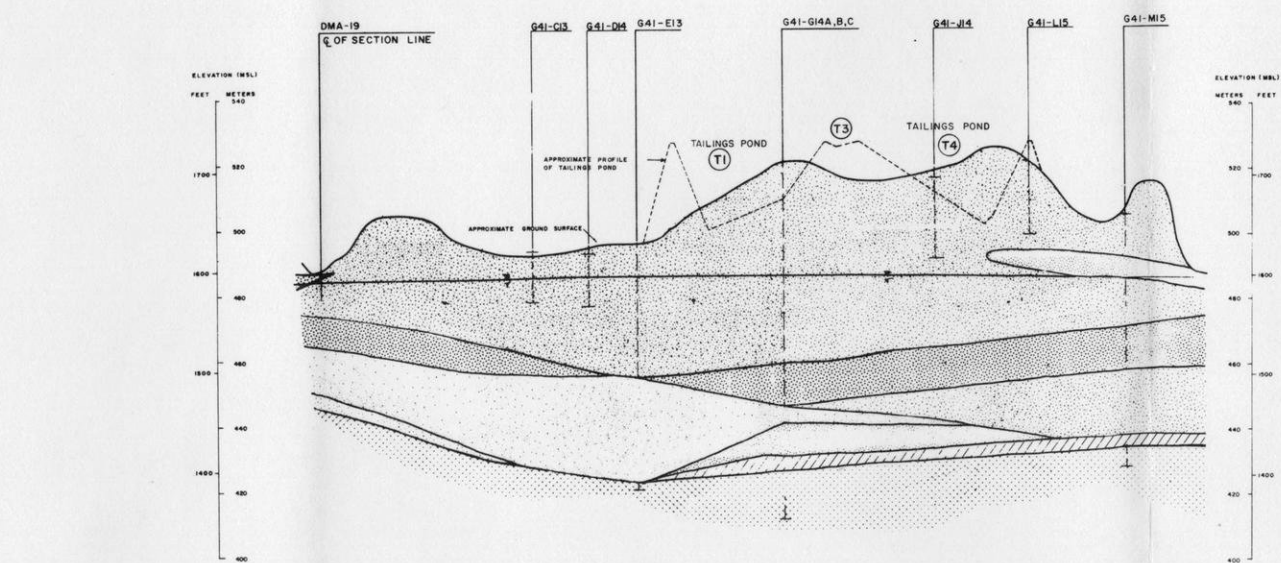 DMA-19
℄ OF SECTION LINE
G41-C13
G41-D14
G41-E13
G41-G14A,B,C
G41-J14
G41-L15
G41-M15
ELEVATION (MSL)
FEET METERS
540
520
1700
500
1600
480
460
1500
440
1400
420
400
APPROXIMATE PROFILE
OF TAILINGS POND
TAILINGS POND
T1
T3
TAILINGS POND
T4
APPROXIMATE GROUND SURFACE
ELEVATION (MSL)
METERS FEET
540
520
1700
500
1600
480
460
1500
440
1400
420
400